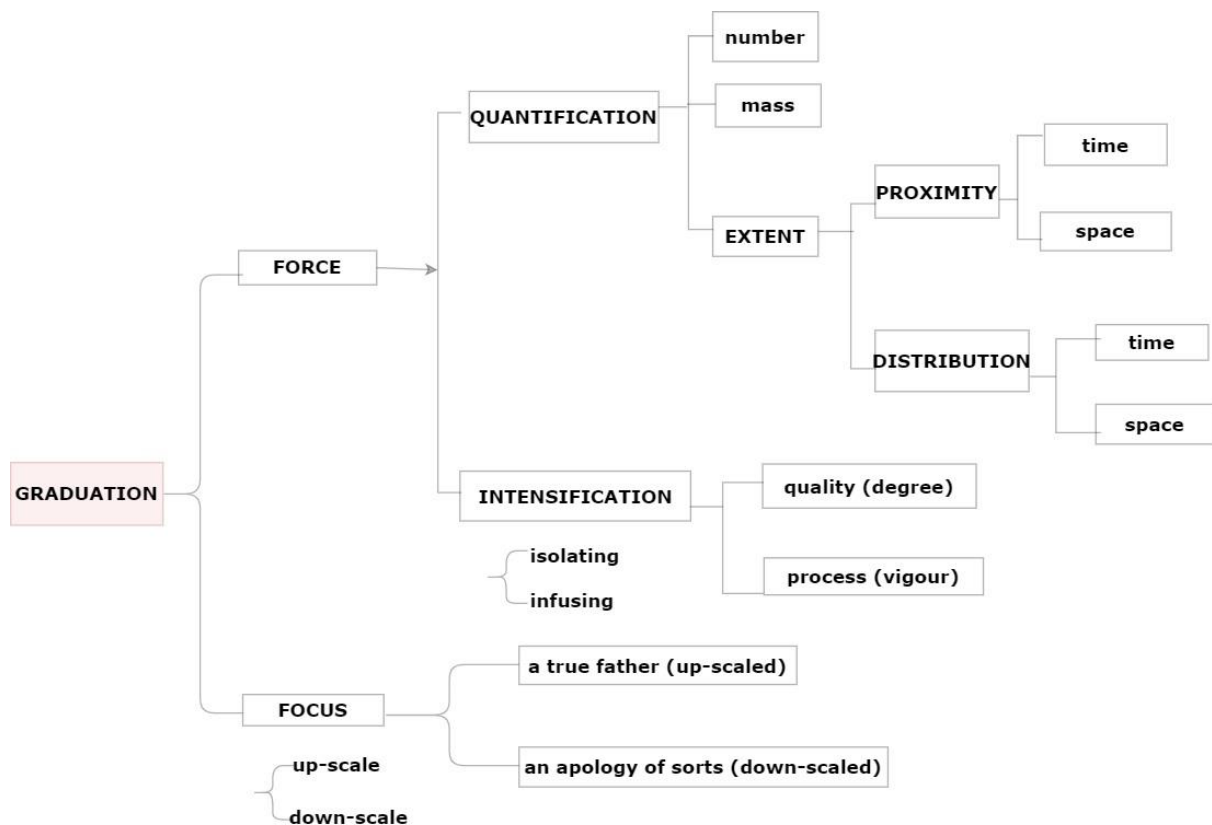 number
QUANTIFICATION
mass
time
PROXIMITY
space
EXTENT
FORCE
time
DISTRIBUTION
space
GRADUATION
INTENSIFICATION
quality (degree)
isolating
process (vigour)
infusing
a true father (up-scaled)
FOCUS
an apology of sorts (down-scaled)
up-scale
down-scale